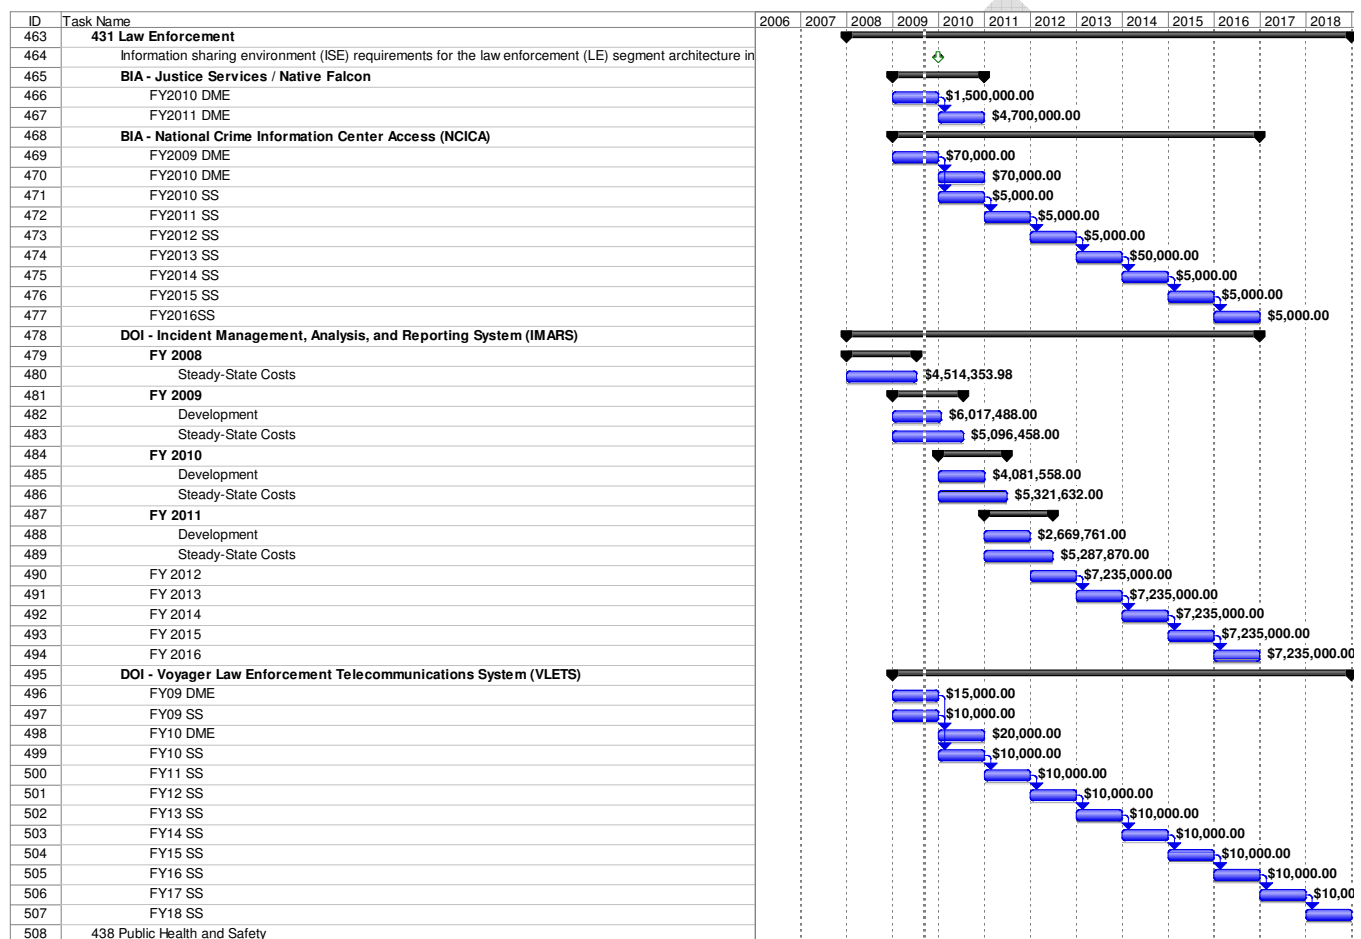 ID Task Name 2006 2007 2008 2009 2010 2011 2012 2013 2014 2015 2016 2017 2018
463 431 Law Enforcement
464 Information sharing environment (ISE) requirements for the law enforcement (LE) segment architecture in
465 BIA - Justice Services / Native Falcon
466 FY2010 DME $1,500,000.00
467 FY2011 DME $4,700,000.00
468 BIA - National Crime Information Center Access (NCICA)
469 FY2009 DME $70,000.00
470 FY2010 DME $70,000.00
471 FY2010 SS $5,000.00
472 FY2011 SS $5,000.00
473 FY2012 SS $5,000.00
474 FY2013 SS $50,000.00
475 FY2014 SS $5,000.00
476 FY2015 SS $5,000.00
477 FY2016SS $5,000.00
478 DOI - Incident Management, Analysis, and Reporting System (IMARS)
479 FY 2008
480 Steady-State Costs $4,514,353.98
481 FY 2009
482 Development $6,017,488.00
483 Steady-State Costs $5,096,458.00
484 FY 2010
485 Development $4,081,558.00
486 Steady-State Costs $5,321,632.00
487 FY 2011
488 Development $2,669,761.00
489 Steady-State Costs $5,287,870.00
490 FY 2012 $7,235,000.00
491 FY 2013 $7,235,000.00
492 FY 2014 $7,235,000.00
493 FY 2015 $7,235,000.00
494 FY 2016 $7,235,000.00
495 DOI - Voyager Law Enforcement Telecommunications System (VLETS)
496 FY09 DME $15,000.00
497 FY09 SS $10,000.00
498 FY10 DME $20,000.00
499 FY10 SS $10,000.00
500 FY11 SS $10,000.00
501 FY12 SS $10,000.00
502 FY13 SS $10,000.00
503 FY14 SS $10,000.00
504 FY15 SS $10,000.00
505 FY16 SS $10,000.00
506 FY17 SS $10,00
507 FY18 SS
508 438 Public Health and Safety